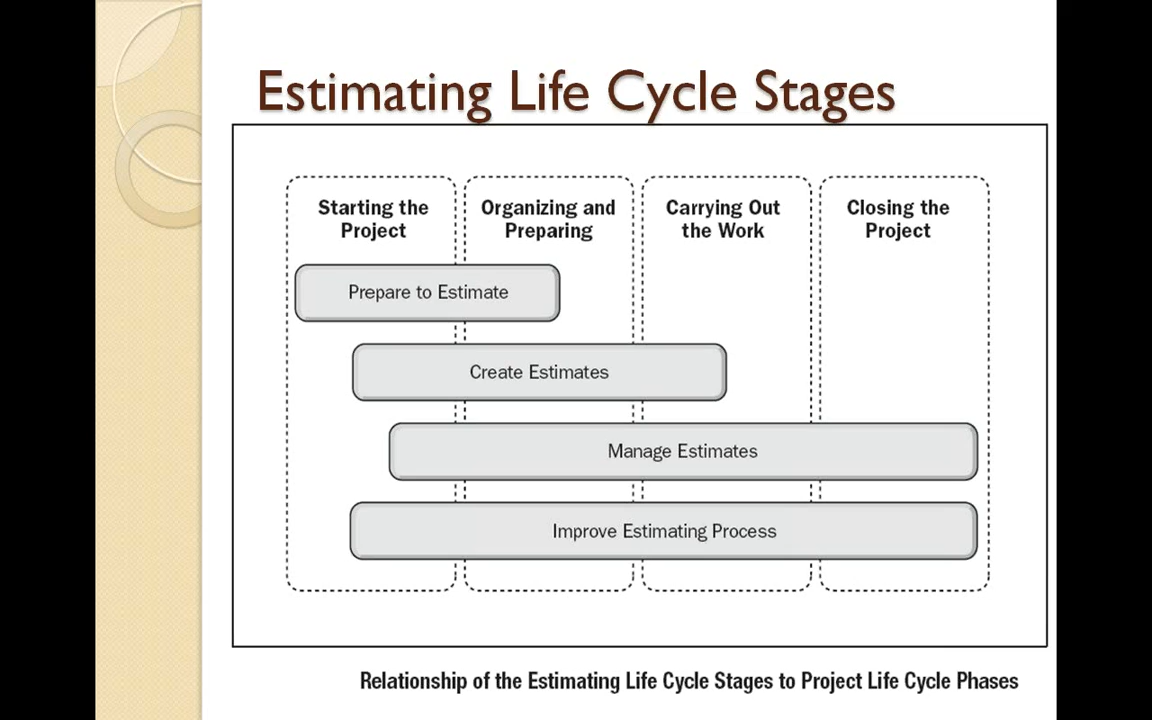 Estimating Life Cycle Stages
Starting the
Project
Organizing and
Preparing
Carrying Out
the Work
Closing the
Project
Prepare to Estimate
Create Estimates
Manage Estimates
Improve Estimating Process
Relationship of the Estimating Life Cycle Stages to Project Life Cycle Phases